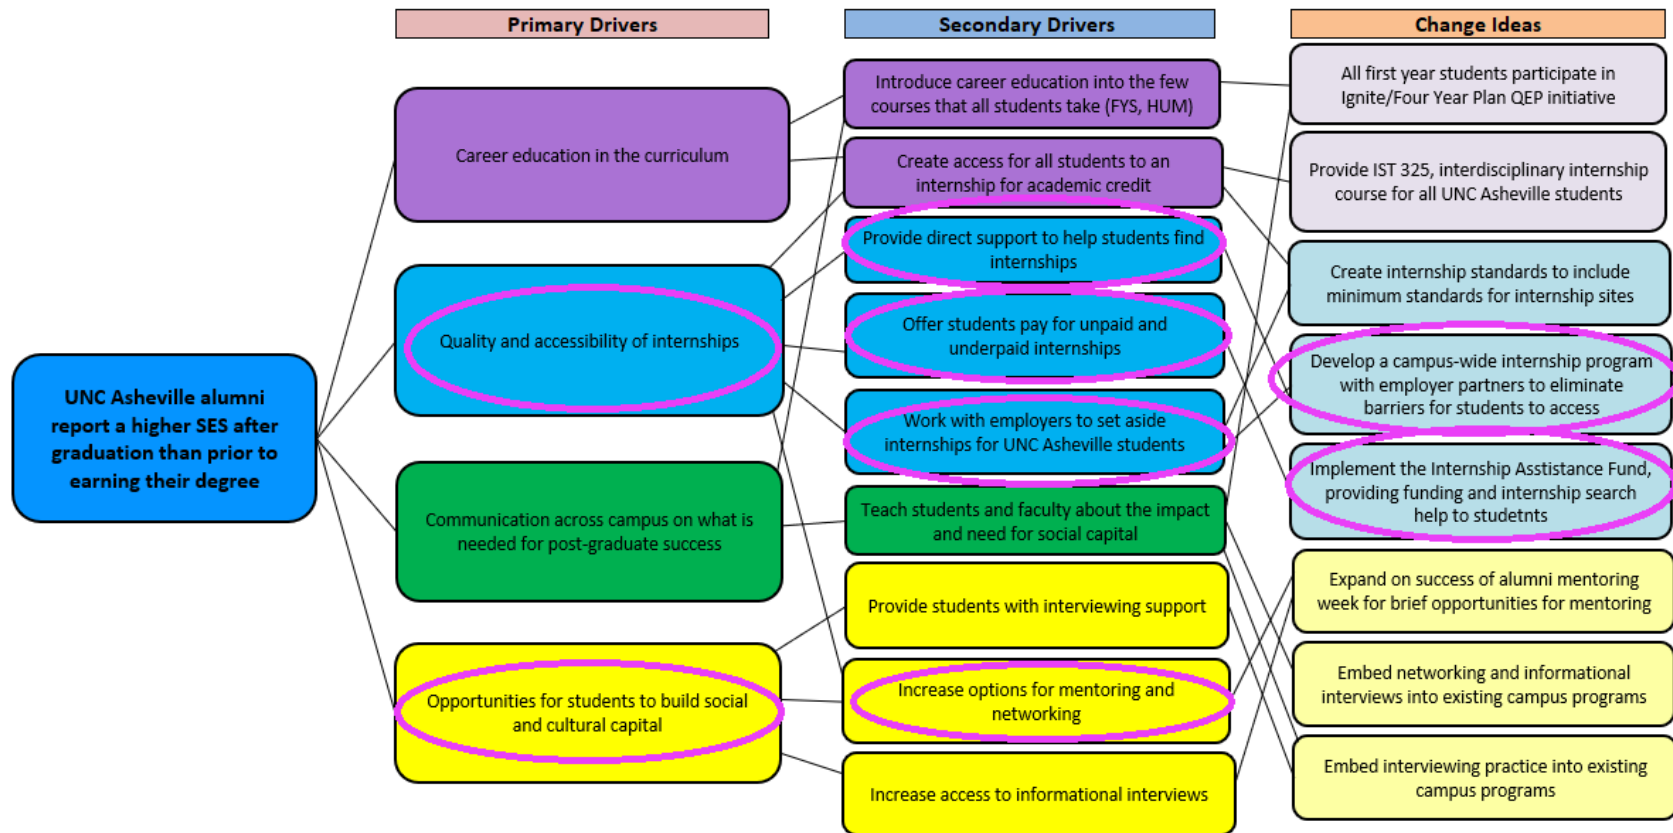 Primary Drivers
Secondary Drivers
Change Ideas
UNC Asheville alumni
report a higher SES after
graduation than prior to
earning their degree
Career education in the curriculum
Quality and accessibility of internships
Communication across campus on what is
needed for post-graduate success
Opportunities for students to build social
and cultural capital
Introduce career education into the few
courses that all students take (FYS, HUM)
Create access for all students to an
internship for academic credit
Provide direct support to help students find
internships
Offer students pay for unpaid and
underpaid internships
Work with employers to set aside
internships for UNC Asheville students
Teach students and faculty about the impact
and need for social capital
Provide students with interviewing support
Increase options for mentoring and
networking
Increase access to informational interviews
All first year students participate in
Ignite/Four Year Plan QEP initiative
Provide IST 325, interdisciplinary internship
course for all UNC Asheville students
Create internship standards to include
minimum standards for internship sites
Develop a campus-wide internship program
with employer partners to eliminate
barriers for students to access
Implement the Internship Asstistance Fund,
providing funding and internship search
help to studetnts
Expand on success of alumni mentoring
week for brief opportunities for mentoring
Embed networking and informational
interviews into existing campus programs
Embed interviewing practice into existing
campus programs